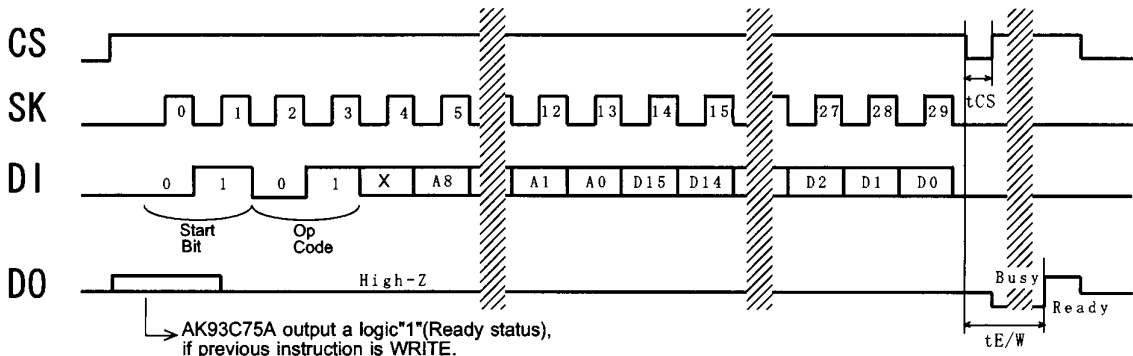 CS
tCS
SK 0 1 2 3 4 5 12 13 14 15 27 28 29
DI 0 1 0 1 X A8 A1 A0 D15 D14 D2 D1 D0
Start Bit
Op Code
DO High-Z Busy Ready
AK93C75A output a logic"1"(Ready status),
if previous instruction is WRITE.
tE/W